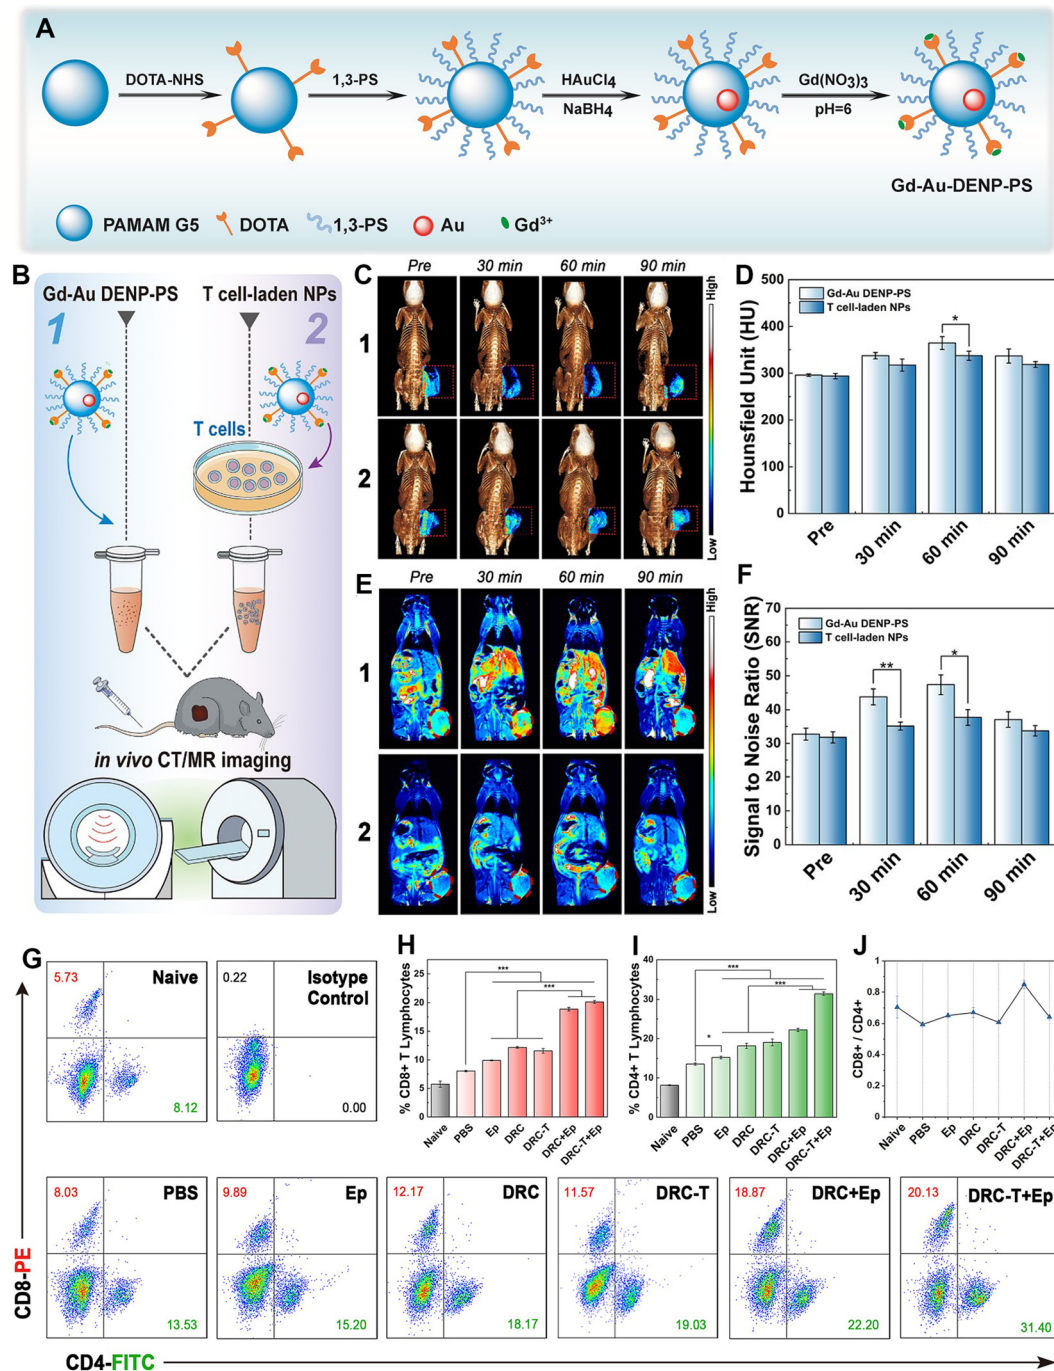 A
DOTA-NHS
1,3-PS
HAuCl4
NaBH4
Gd(NO3)3
pH=6
Gd-Au-DENP-PS
PAMAM G5
DOTA
1,3-PS
Au
Gd3+
B
Gd-Au DENP-PS
T cell-laden NPs
1
2
T cells
in vivo CT/MR imaging
C
Pre
30 min
60 min
90 min
1
2
High
Low
D
Hounsfield Unit (HU)
500
400
300
200
100
0
Gd-Au DENP-PS
T cell-laden NPs
*
Pre
30 min
60 min
90 min
E
Pre
30 min
60 min
90 min
1
2
High
Low
F
Signal to Noise Ratio (SNR)
70
60
50
40
30
20
10
0
Gd-Au DENP-PS
T cell-laden NPs
**
*
Pre
30 min
60 min
90 min
G
5.73
Naive
8.12
0.22
Isotype
Control
0.00
H
% CD8+ T Lymphocytes
25
20
15
10
5
0
***
***
Naive
PBS
Ep
DRC
DRC-T
DRC+Ep
DRC-T+Ep
I
% CD4+ T Lymphocytes
40
30
20
10
0
***
***
*
Naive
PBS
Ep
DRC
DRC-T
DRC+Ep
DRC-T+Ep
J
CD8+ / CD4+
1
0.8
0.6
0.4
0.2
0
Naive
PBS
Ep
DRC
DRC-T
DRC+Ep
DRC-T+Ep
8.03
PBS
13.53
9.89
Ep
15.20
12.17
DRC
18.17
11.57
DRC-T
19.03
18.87
DRC+Ep
22.20
20.13
DRC-T+Ep
31.40
CD8-PE
CD4-FITC